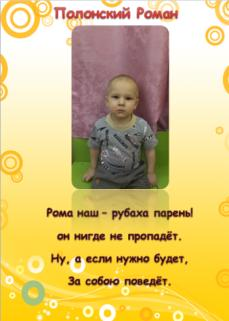 Полонский Роман
Рома наш – рубаха парень!
он нигде не пропадёт.
Ну, а если нужно будет,
За собою поведёт.